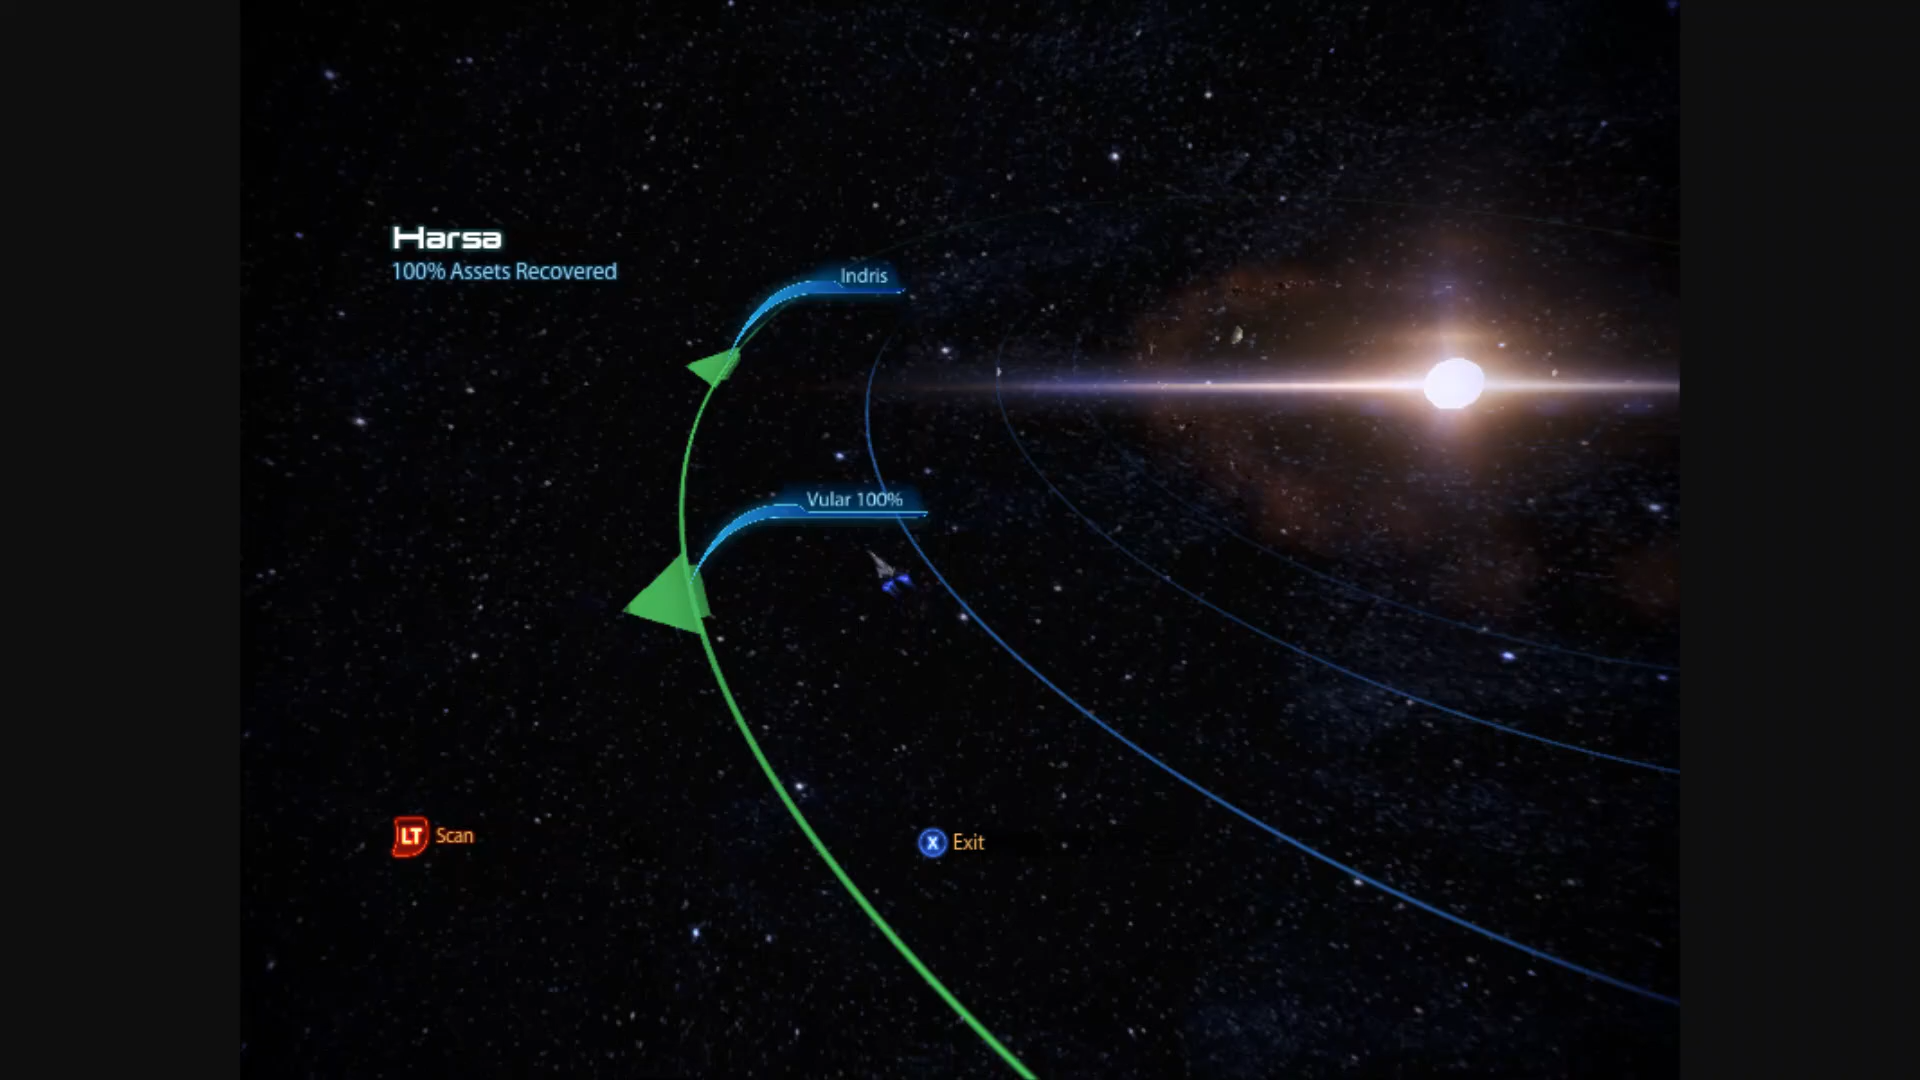 Harsa
100% Assets Recovered
Indris
Vular 100%
LT Scan
X Exit